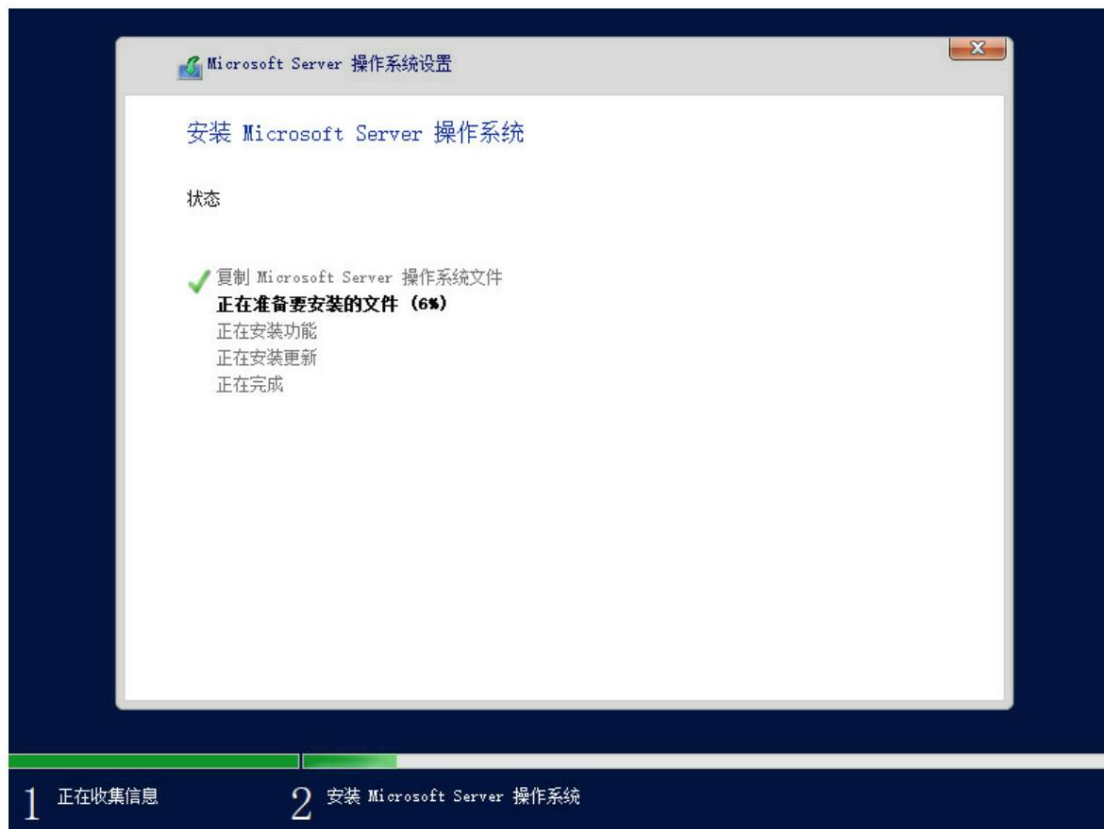 Microsoft Server 操作系统设置
安装 Microsoft Server 操作系统
状态
复制 Microsoft Server 操作系统文件
正在准备要安装的文件 (6%)
正在安装功能
正在安装更新
正在完成
1 正在收集信息
2 安装 Microsoft Server 操作系统